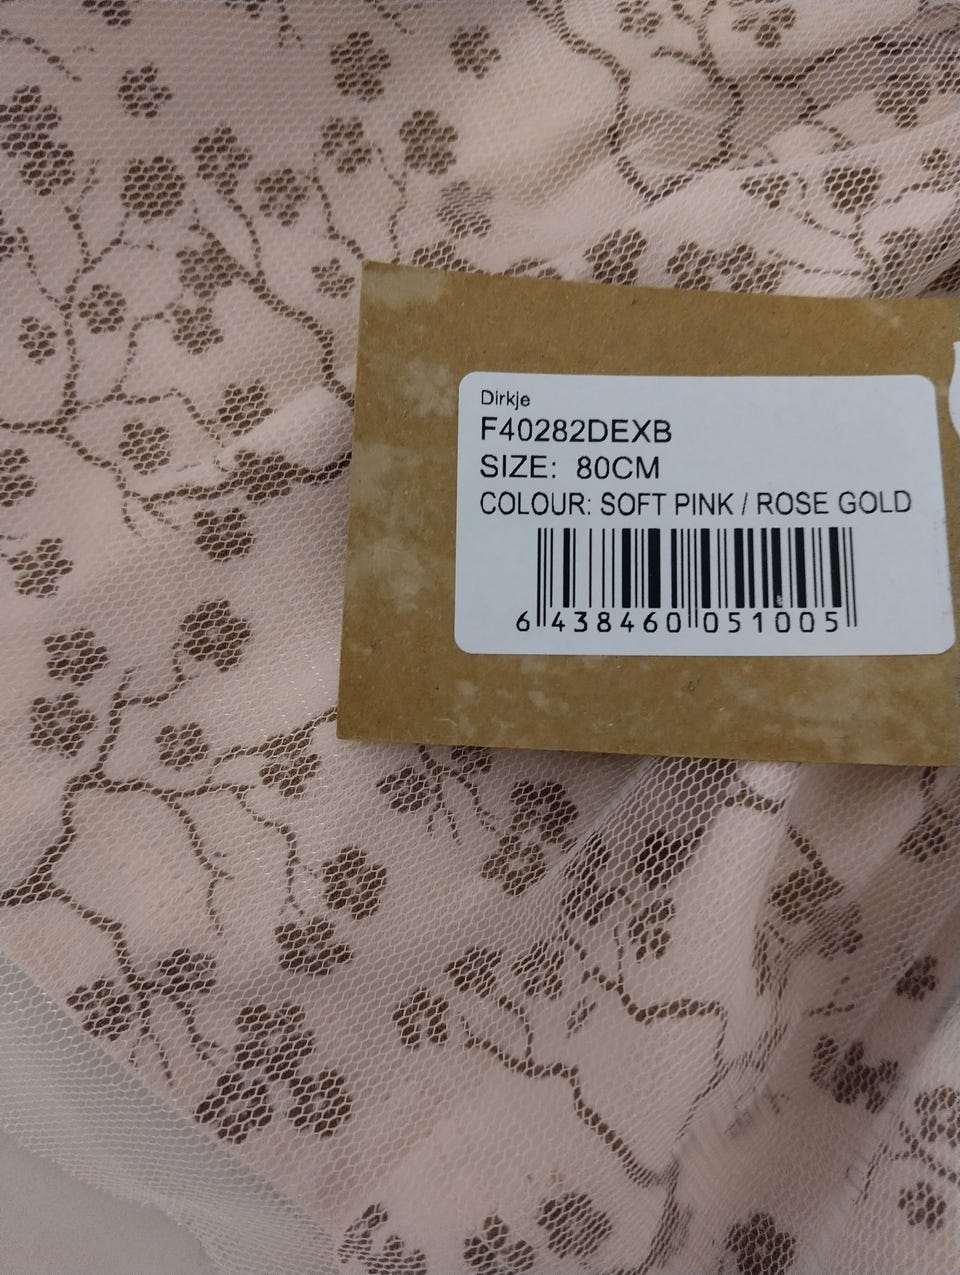 Dirkje
F40282DEXB
SIZE: 80CM
COLOUR: SOFT PINK / ROSE GOLD
6 438460 051005